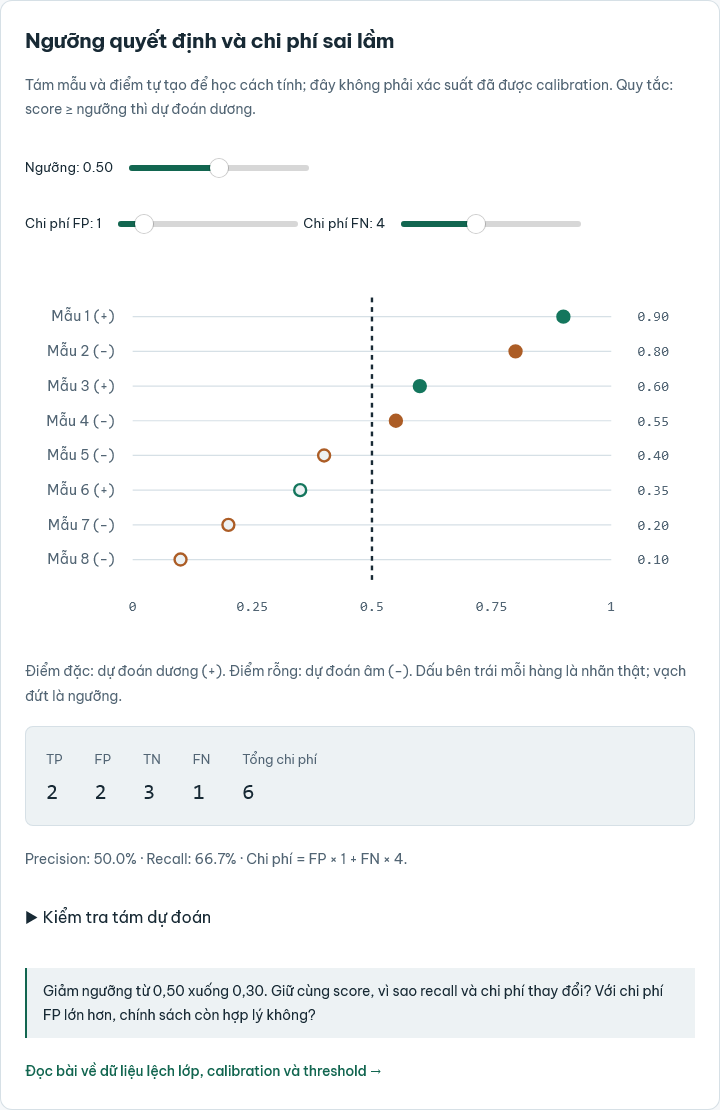 Ngưỡng quyết định và chi phí sai lầm
Tám mẫu và điểm tự tạo để học cách tính; đây không phải xác suất đã được calibration. Quy tắc:
score ≥ ngưỡng thì dự đoán dương.
Ngưỡng: 0.50
Chi phí FP: 1 Chi phí FN: 4
Mẫu 1 (+) 0.90
Mẫu 2 (−) 0.80
Mẫu 3 (+) 0.60
Mẫu 4 (−) 0.55
Mẫu 5 (−) 0.40
Mẫu 6 (+) 0.35
Mẫu 7 (−) 0.20
Mẫu 8 (−) 0.10
0 0.25 0.5 0.75 1
Điểm đặc: dự đoán dương (+). Điểm rỗng: dự đoán âm (−). Dấu bên trái mỗi hàng là nhãn thật; vạch
đứt là ngưỡng.
TP FP TN FN Tổng chi phí
2 2 3 1 6
Precision: 50.0% · Recall: 66.7% · Chi phí = FP × 1 + FN × 4.
▶ Kiểm tra tám dự đoán
Giảm ngưỡng từ 0,50 xuống 0,30. Giữ cùng score, vì sao recall và chi phí thay đổi? Với chi phí
FP lớn hơn, chính sách còn hợp lý không?
Đọc bài về dữ liệu lệch lớp, calibration và threshold →